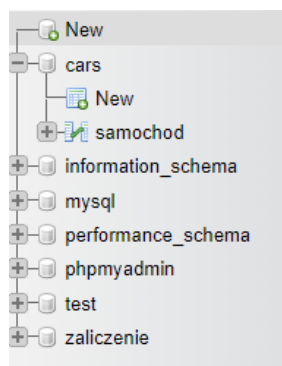 New
cars
New
samochod
information_schema
mysql
performance_schema
phpmyadmin
test
zaliczenie